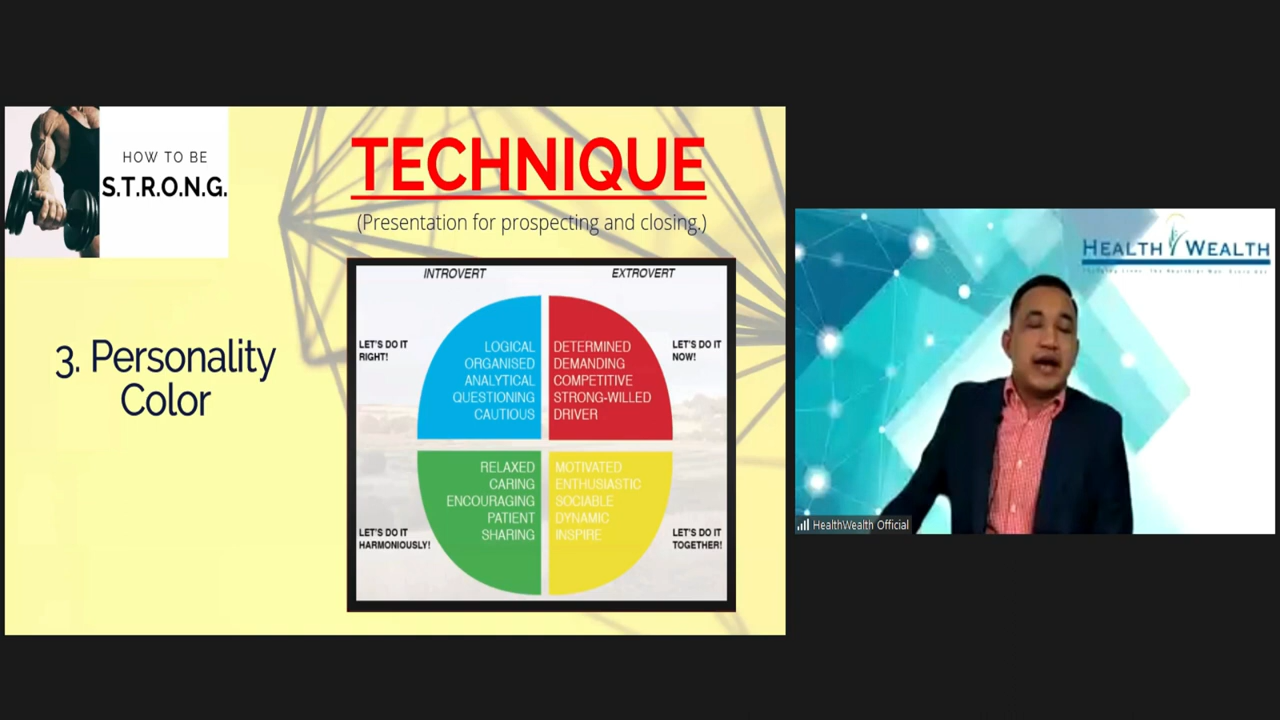 HOW TO BE
S.T.R.O.N.G.
TECHNIQUE
(Presentation for prospecting and closing.)
3. Personality
Color
INTROVERT
EXTROVERT
LET'S DO IT
RIGHT!
LOGICAL
ORGANISED
ANALYTICAL
QUESTIONING
CAUTIOUS
DETERMINED
DEMANDING
COMPETITIVE
STRONG-WILLED
DRIVER
LET'S DO IT
NOW!
LET'S DO IT
HARMONIOUSLY!
RELAXED
CARING
ENCOURAGING
PATIENT
SHARING
MOTIVATED
ENTHUSIASTIC
SOCIABLE
DYNAMIC
INSPIRE
LET'S DO IT
TOGETHER!
HEALTH WEALTH
HealthWealth Official